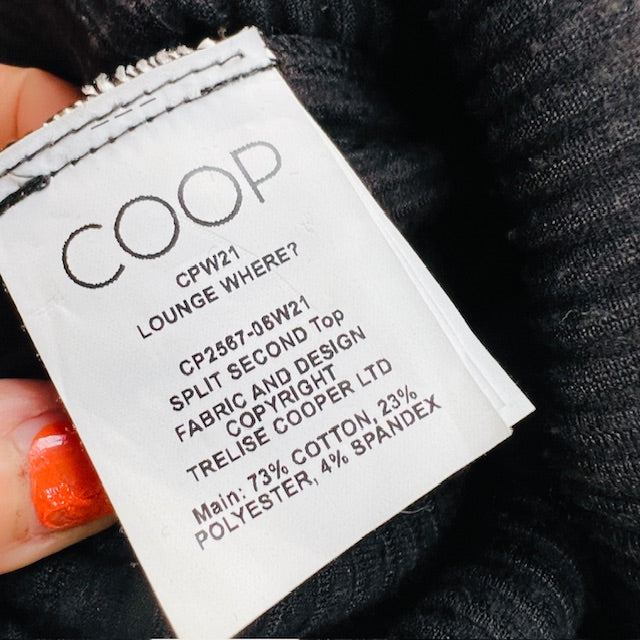 COOP
CPW21
LOUNGE WHERE?
CP2567-06W21
SPLIT SECOND Top
FABRIC AND DESIGN
COPYRIGHT
TRELISE COOPER LTD
Main: 73% COTTON, 23%
POLYESTER, 4% SPANDEX